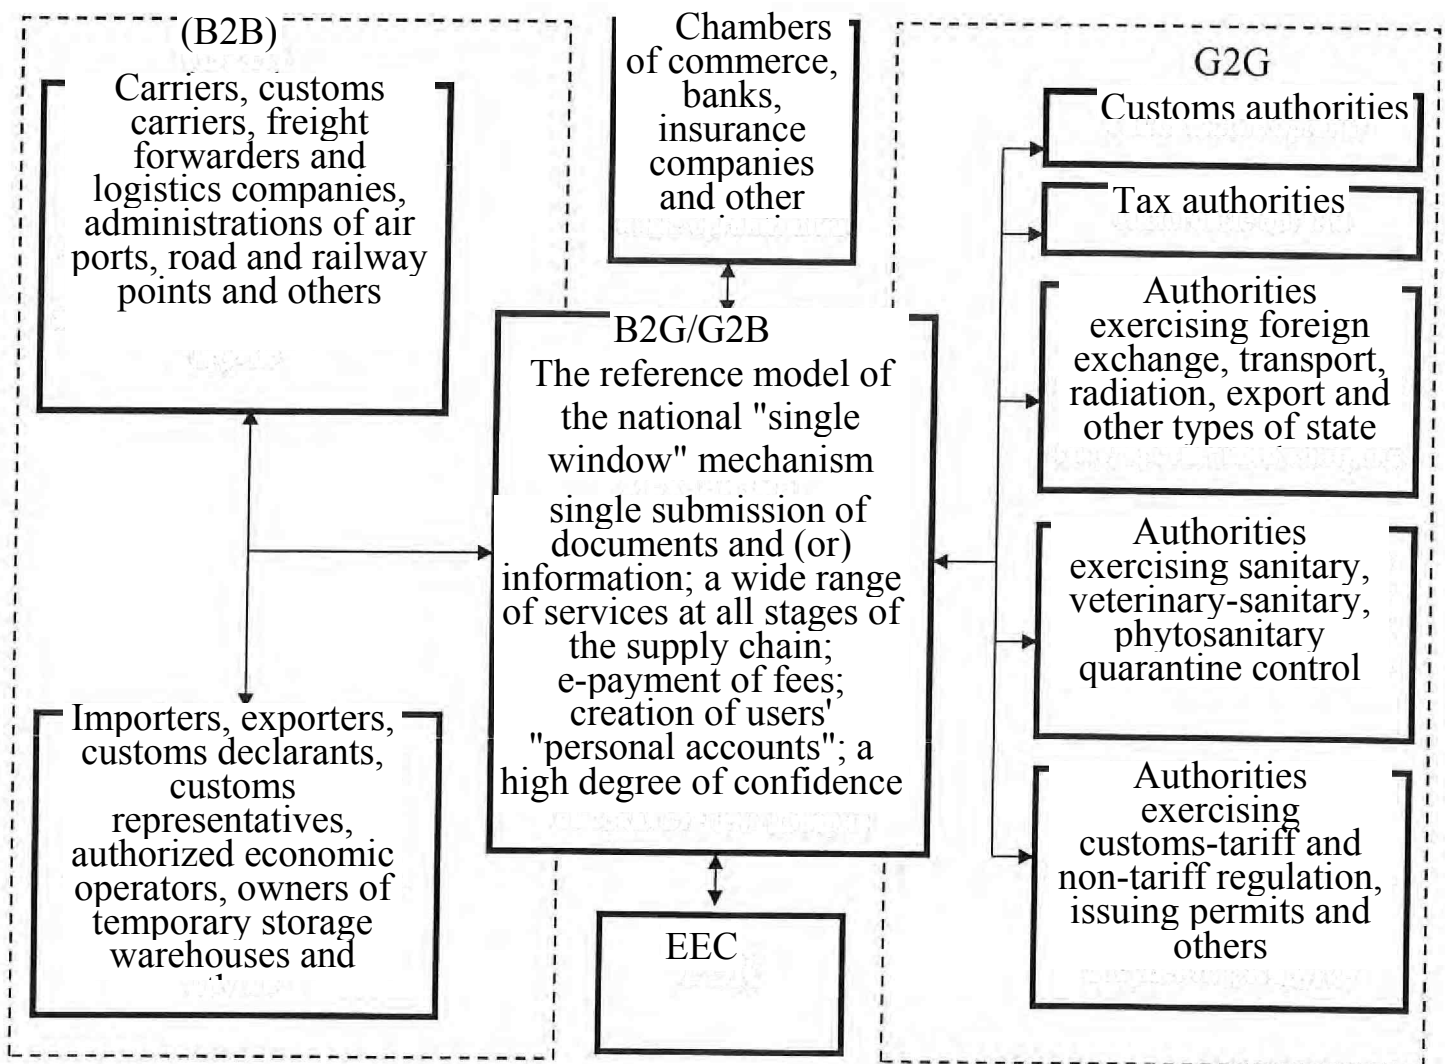 (B2B)
Carriers, customs
carriers, freight
forwarders and
logistics companies,
administrations of air
ports, road and railway
points and others
Importers, exporters,
customs declarants,
customs
representatives,
authorized economic
operators, owners of
temporary storage
warehouses and
Chambers
of commerce,
banks,
insurance
companies
and other
B2G/G2B
The reference model of
the national "single
window" mechanism
single submission of
documents and (or)
information; a wide range
of services at all stages of
the supply chain;
e-payment of fees;
creation of users'
"personal accounts"; a
high degree of confidence
EEC
G2G
Customs authorities
Tax authorities
Authorities
exercising foreign
exchange, transport,
radiation, export and
other types of state
Authorities
exercising sanitary,
veterinary-sanitary,
phytosanitary
quarantine control
Authorities
exercising
customs-tariff and
non-tariff regulation,
issuing permits and
others